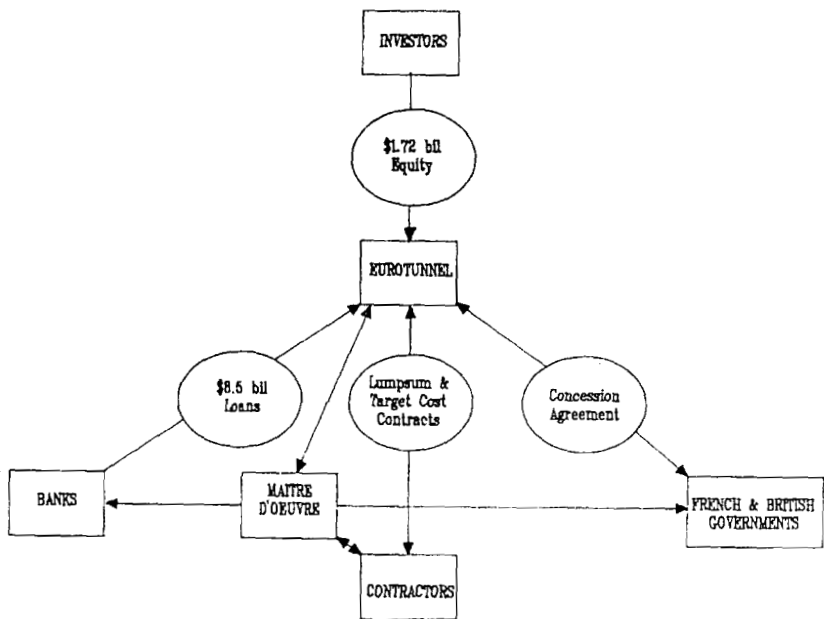 INVESTORS
$1.72 bil
Equity
EUROTUNNEL
$8.5 bil
Loans
Lumpsum &
Target Cost
Contracts
Concession
Agreement
BANKS
MAITRE
D'OEUVRE
FRENCH & BRITISH
GOVERNMENTS
CONTRACTORS